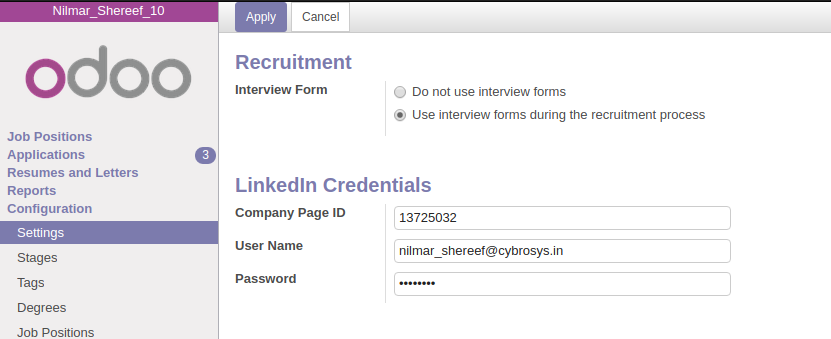 Nilmar_Shereef_10
odoo
Job Positions
Applications 3
Resumes and Letters
Reports
Configuration
Settings
Stages
Tags
Degrees
Job Positions
Apply Cancel
Recruitment
Interview Form
Do not use interview forms
Use interview forms during the recruitment process
LinkedIn Credentials
Company Page ID 13725032
User Name nilmar_shereef@cybrosys.in
Password ••••••••